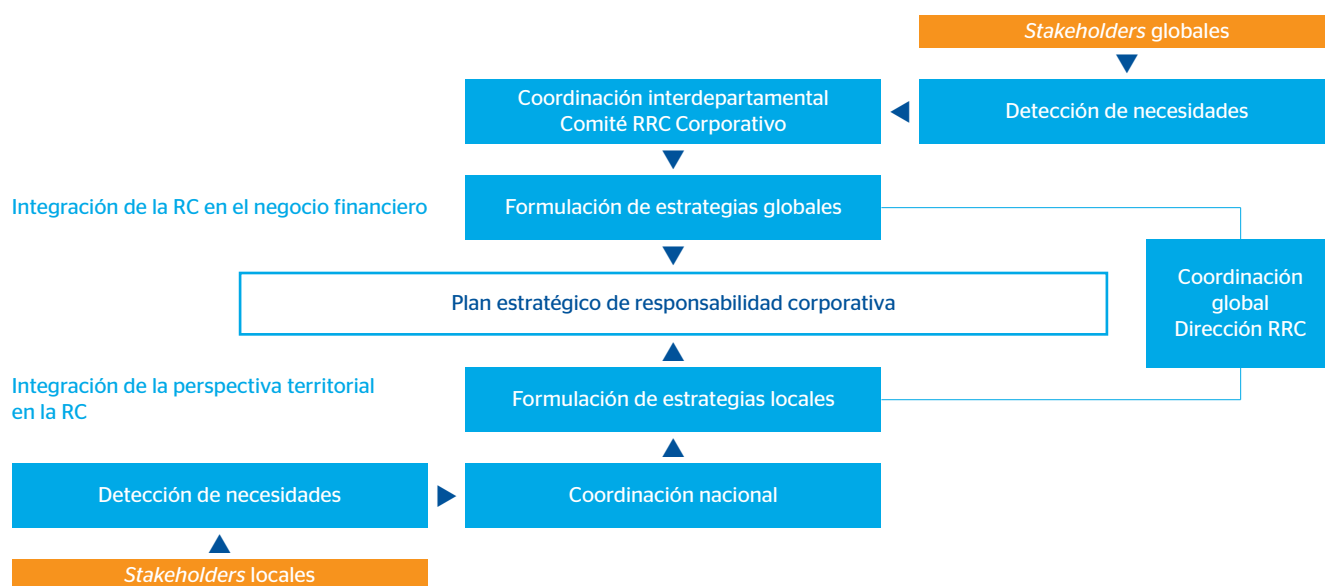 Stakeholders globales
Coordinación interdepartamental
Comité RRC Corporativo
Detección de necesidades
Integración de la RC en el negocio financiero
Formulación de estrategias globales
Coordinación
global
Dirección RRC
Plan estratégico de responsabilidad corporativa
Integración de la perspectiva territorial
en la RC
Formulación de estrategias locales
Detección de necesidades
Coordinación nacional
Stakeholders locales